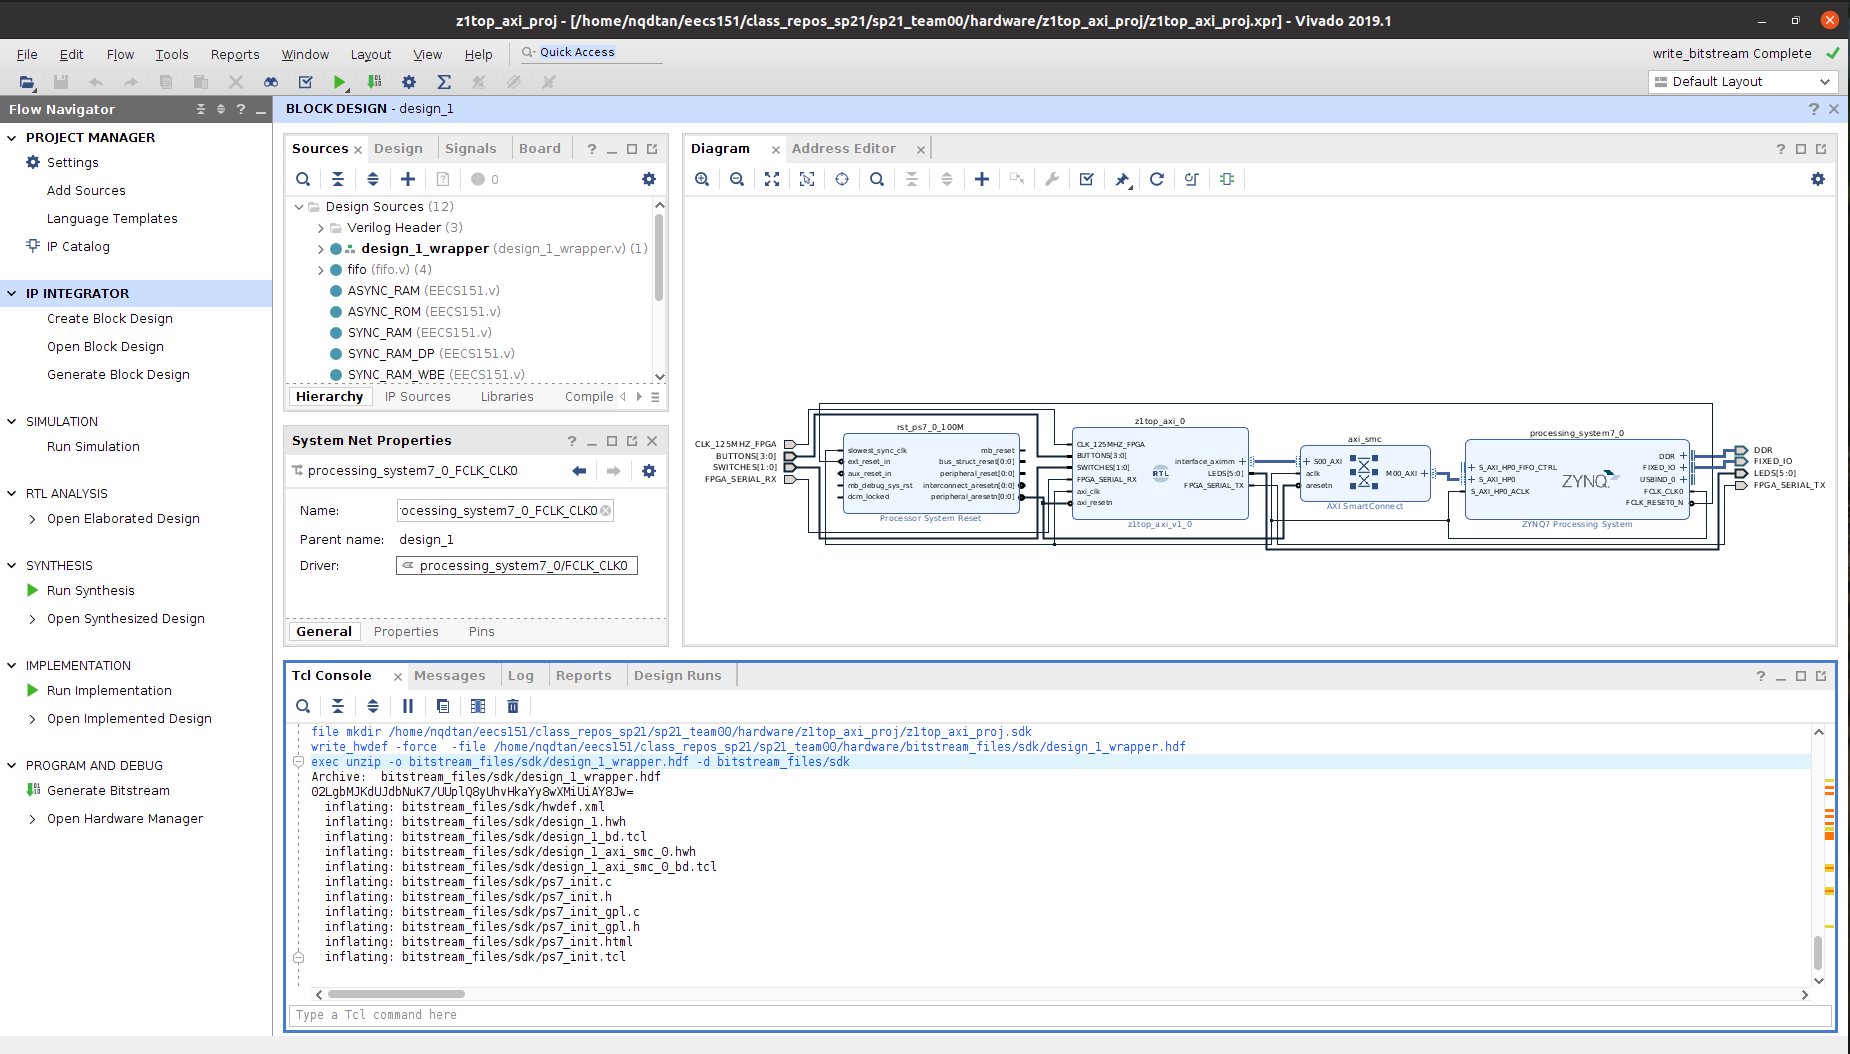 z1top_axi_proj - [/home/nqdtan/eecs151/class_repos_sp21/sp21_team00/hardware/z1top_axi_proj/z1top_axi_proj.xpr] - Vivado 2019.1
File Edit Flow Tools Reports Window Layout View Help Quick Access write_bitstream Complete
Default Layout
Flow Navigator
PROJECT MANAGER
Settings
Add Sources
Language Templates
IP Catalog
IP INTEGRATOR
Create Block Design
Open Block Design
Generate Block Design
SIMULATION
Run Simulation
RTL ANALYSIS
Open Elaborated Design
SYNTHESIS
Run Synthesis
Open Synthesized Design
IMPLEMENTATION
Run Implementation
Open Implemented Design
PROGRAM AND DEBUG
Generate Bitstream
Open Hardware Manager
BLOCK DESIGN - design_1
Sources Design Signals Board
0
Design Sources (12)
Verilog Header (3)
design_1_wrapper (design_1_wrapper.v) (1)
fifo (fifo.v) (4)
ASYNC_RAM (EECS151.v)
ASYNC_ROM (EECS151.v)
SYNC_RAM (EECS151.v)
SYNC_RAM_DP (EECS151.v)
SYNC_RAM_WBE (EECS151.v)
Hierarchy IP Sources Libraries Compile
System Net Properties
processing_system7_0_FCLK_CLK0
Name: rocessing_system7_0_FCLK_CLK0
Parent name: design_1
Driver: processing_system7_0/FCLK_CLK0
General Properties Pins
Diagram Address Editor
CLK_125MHZ_FPGA
BUTTONS[3:0]
SWITCHES[1:0]
FPGA_SERIAL_RX
rst_ps7_0_100M
slowest_sync_clk
ext_reset_in
aux_reset_in
mb_debug_sys_rst
dcm_locked
mb_reset
bus_struct_reset[0:0]
peripheral_reset[0:0]
interconnect_aresetn[0:0]
peripheral_aresetn[0:0]
Processor System Reset
z1top_axi_0
CLK_125MHZ_FPGA
BUTTONS[3:0]
SWITCHES[1:0]
FPGA_SERIAL_RX
axi_clk
axi_resetn
RTL
interface_aximm
LEDS[5:0]
FPGA_SERIAL_TX
z1top_axi_v1_0
axi_smc
S00_AXI
aclk
aresetn
M00_AXI
AXI SmartConnect
processing_system7_0
S_AXI_HP0_FIFO_CTRL
S_AXI_HP0
S_AXI_HP0_ACLK
ZYNQ
DDR
FIXED_IO
USBIND_0
FCLK_CLK0
FCLK_RESET0_N
ZYNQ7 Processing System
DDR
FIXED_IO
LEDS[5:0]
FPGA_SERIAL_TX
Tcl Console Messages Log Reports Design Runs
file mkdir /home/nqdtan/eecs151/class_repos_sp21/sp21_team00/hardware/z1top_axi_proj/z1top_axi_proj.sdk
write_hwdef -force  -file /home/nqdtan/eecs151/class_repos_sp21/sp21_team00/hardware/bitstream_files/sdk/design_1_wrapper.hdf
exec unzip -o bitstream_files/sdk/design_1_wrapper.hdf -d bitstream_files/sdk
Archive:  bitstream_files/sdk/design_1_wrapper.hdf
02LgbMJKdUJdbNuK7/UUplQ8yUhvHkaYy8wXMiUiAY8Jw=
inflating: bitstream_files/sdk/hwdef.xml
inflating: bitstream_files/sdk/design_1.hwh
inflating: bitstream_files/sdk/design_1_bd.tcl
inflating: bitstream_files/sdk/design_1_axi_smc_0.hwh
inflating: bitstream_files/sdk/design_1_axi_smc_0_bd.tcl
inflating: bitstream_files/sdk/ps7_init.c
inflating: bitstream_files/sdk/ps7_init.h
inflating: bitstream_files/sdk/ps7_init_gpl.c
inflating: bitstream_files/sdk/ps7_init_gpl.h
inflating: bitstream_files/sdk/ps7_init.html
inflating: bitstream_files/sdk/ps7_init.tcl
Type a Tcl command here